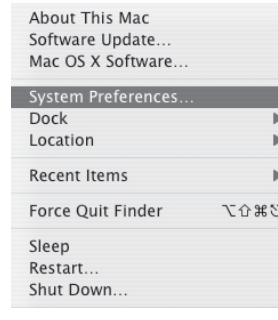 About This Mac
Software Update...
Mac OS X Software...
System Preferences...
Dock
Location
Recent Items
Force Quit Finder ⌥⇧⌘⎋
Sleep
Restart...
Shut Down...